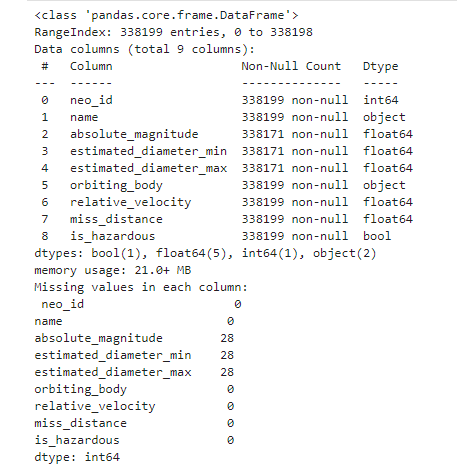 <class 'pandas.core.frame.DataFrame'>
RangeIndex: 338199 entries, 0 to 338198
Data columns (total 9 columns):
 #   Column                  Non-Null Count   Dtype
---  ------                  --------------   -----
 0   neo_id                  338199 non-null  int64
 1   name                    338199 non-null  object
 2   absolute_magnitude      338171 non-null  float64
 3   estimated_diameter_min  338171 non-null  float64
 4   estimated_diameter_max  338171 non-null  float64
 5   orbiting_body           338199 non-null  object
 6   relative_velocity       338199 non-null  float64
 7   miss_distance           338199 non-null  float64
 8   is_hazardous            338199 non-null  bool
dtypes: bool(1), float64(5), int64(1), object(2)
memory usage: 21.0+ MB
Missing values in each column:
 neo_id                     0
name                       0
absolute_magnitude        28
estimated_diameter_min    28
estimated_diameter_max    28
orbiting_body              0
relative_velocity          0
miss_distance              0
is_hazardous               0
dtype: int64